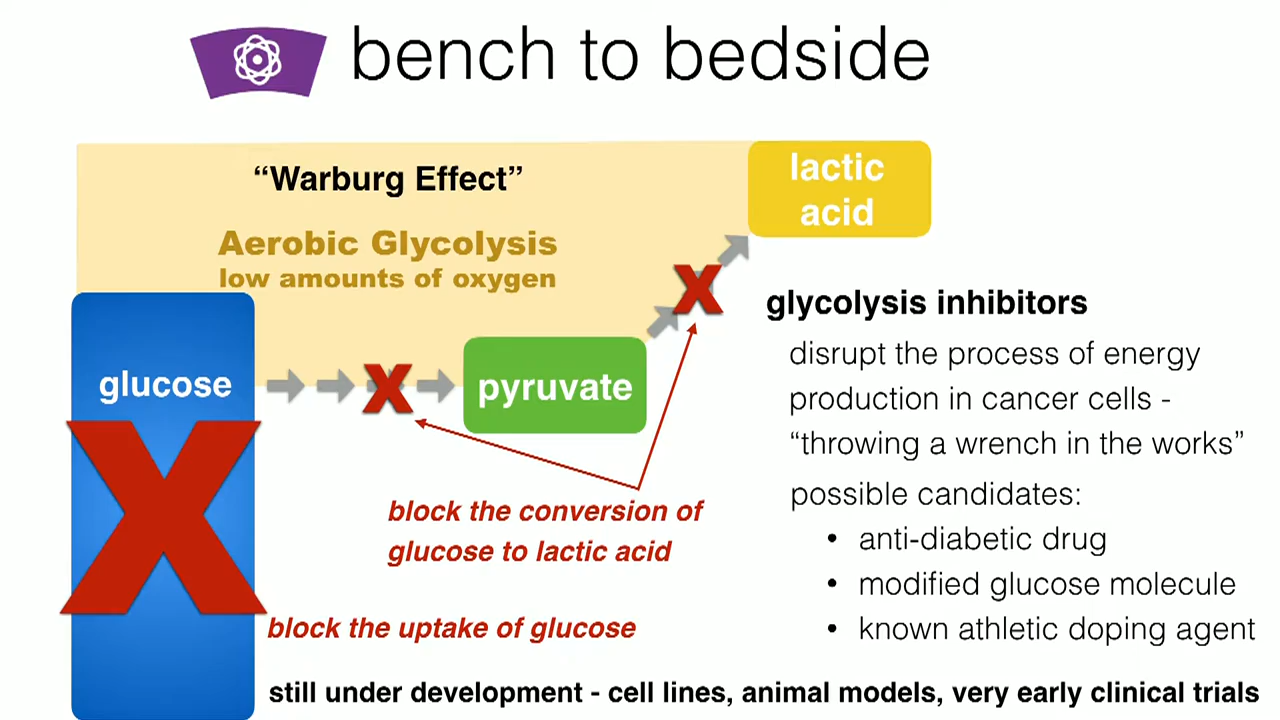 bench to bedside
“Warburg Effect”
Aerobic Glycolysis
low amounts of oxygen
lactic
acid
glucose
pyruvate
block the conversion of
glucose to lactic acid
block the uptake of glucose
glycolysis inhibitors
disrupt the process of energy
production in cancer cells -
“throwing a wrench in the works”
possible candidates:
• anti-diabetic drug
• modified glucose molecule
• known athletic doping agent
still under development - cell lines, animal models, very early clinical trials